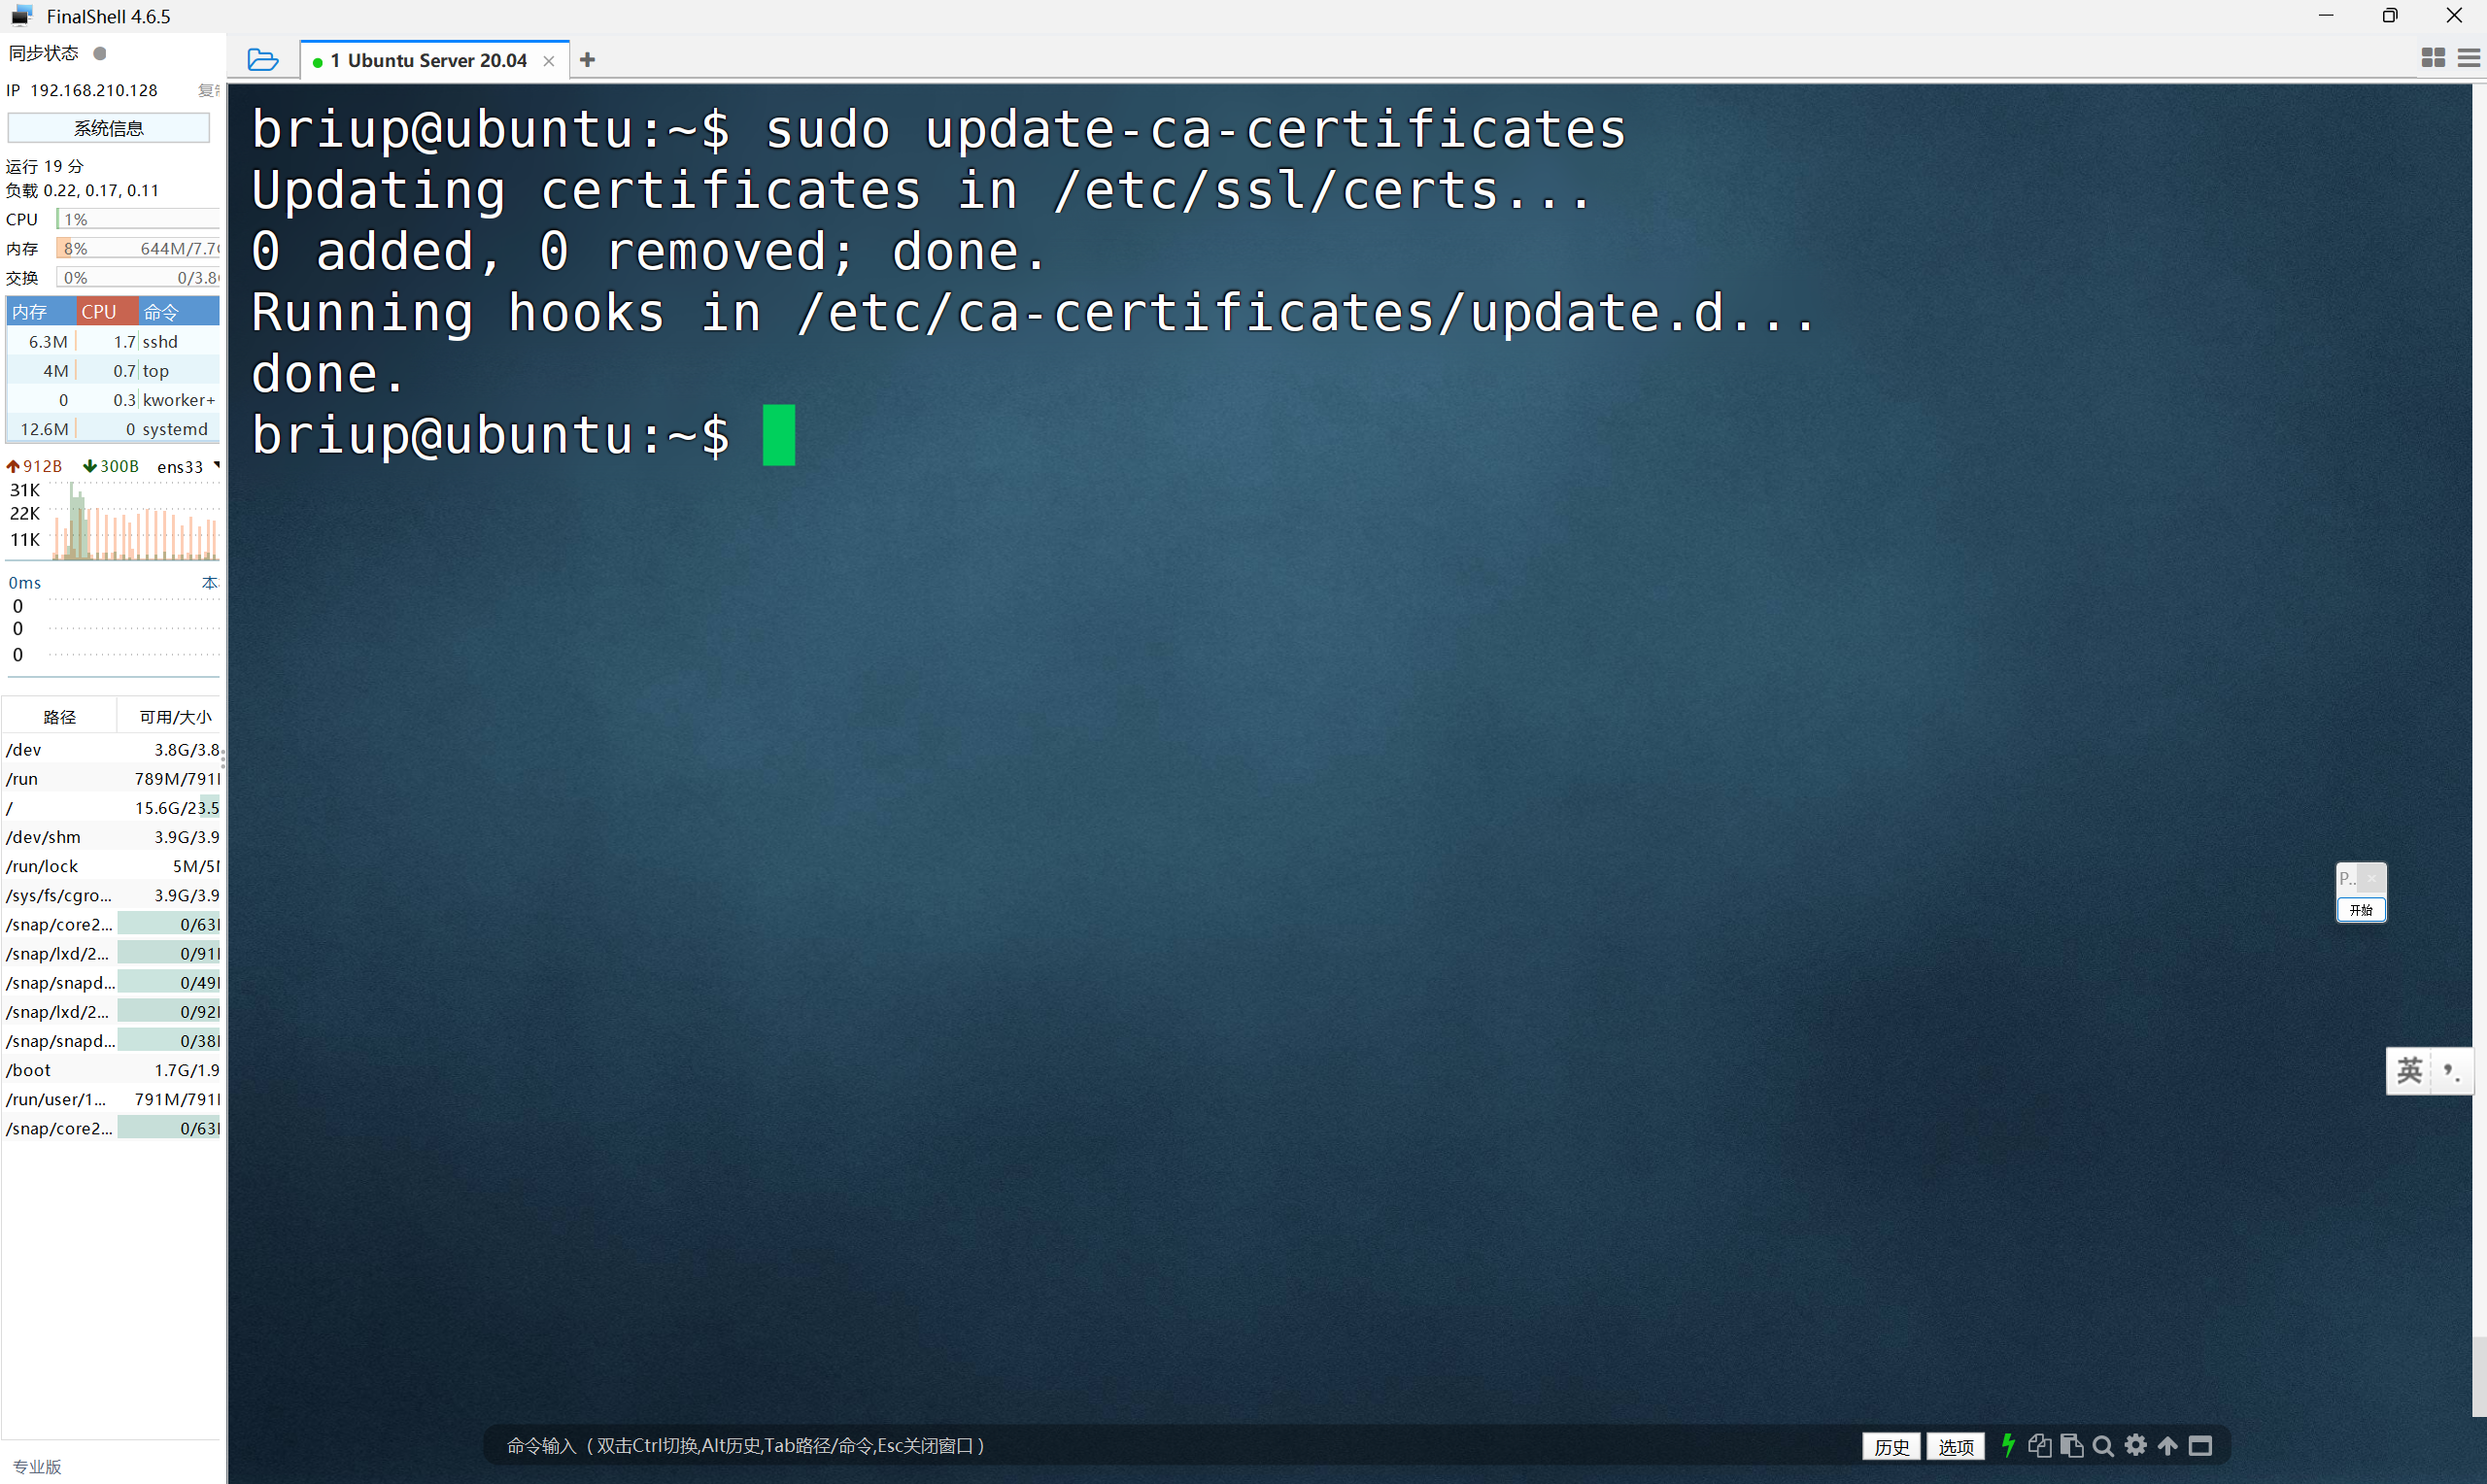 FinalShell 4.6.5
同步状态
IP 192.168.210.128
系统信息
运行 19 分
负载 0.22, 0.17, 0.11
CPU 1%
内存 8% 644M/7.7
交换 0% 0/3.8
内存 CPU 命令
6.3M 1.7 sshd
4M 0.7 top
0 0.3 kworker+
12.6M 0 systemd
912B 300B ens33
31K
22K
11K
0ms 本
0
0
0
路径 可用/大小
/dev 3.8G/3.8
/run 789M/791
/ 15.6G/23.5
/dev/shm 3.9G/3.9
/run/lock 5M/5
/sys/fs/cgro... 3.9G/3.9
/snap/core2... 0/63
/snap/lxd/2... 0/91
/snap/snapd... 0/49
/snap/lxd/2... 0/92
/snap/snapd... 0/38
/boot 1.7G/1.9
/run/user/1... 791M/791
/snap/core2... 0/63
专业版
1 Ubuntu Server 20.04
briup@ubuntu:~$ sudo update-ca-certificates
Updating certificates in /etc/ssl/certs...
0 added, 0 removed; done.
Running hooks in /etc/ca-certificates/update.d...
done.
briup@ubuntu:~$
P..
开始
英 ，.
命令输入 ( 双击Ctrl切换,Alt历史,Tab路径/命令,Esc关闭窗口 )
历史 选项